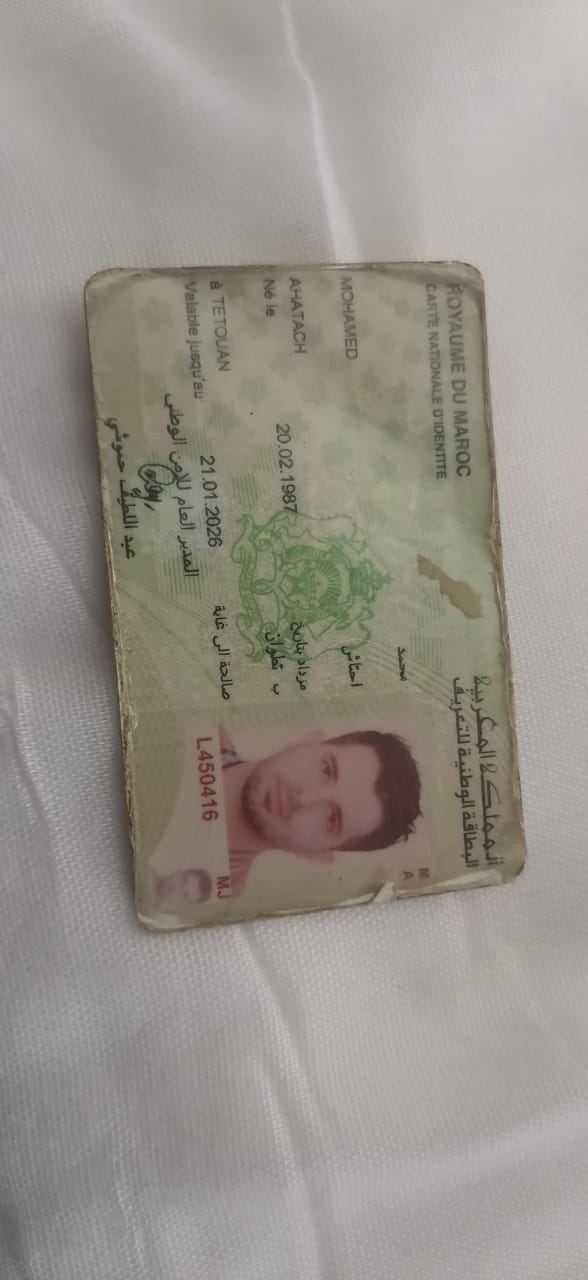 ROYAUME DU MAROC
المملكة المغربية
CARTE NATIONALE D'IDENTITE
البطاقة الوطنية للتعريف
محمد
MOHAMED
احتاش
AHATACH
مزداد بتاريخ
Né le 20.02.1987
ب تطوان
à TETOUAN
Valable jusqu'au 21.01.2026 صالحة الى غاية
المدير العام للأمن الوطني
عبد اللطيف حموشي
M
A
MJ
L450416